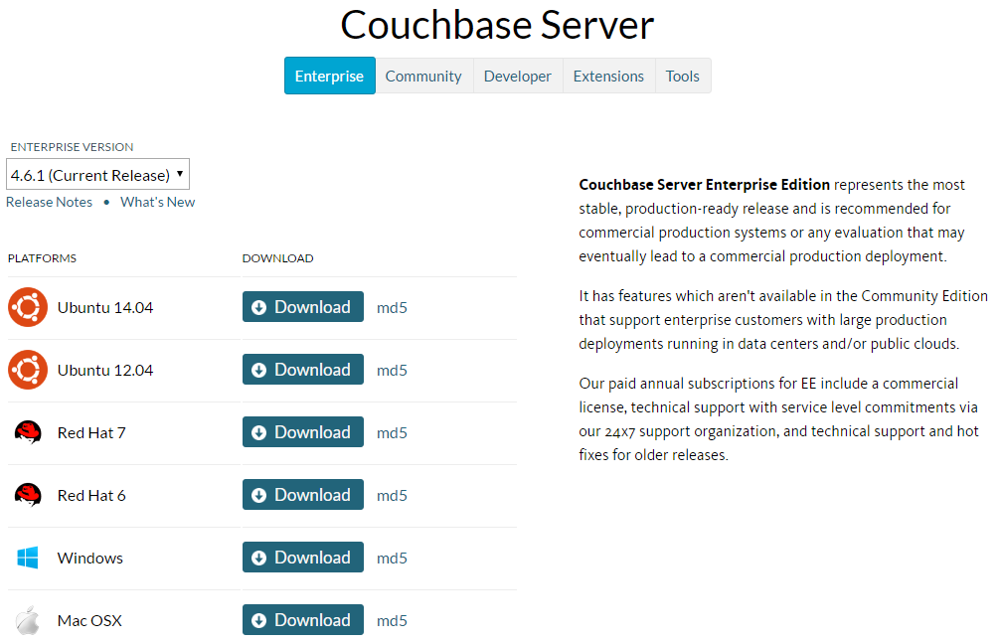 Couchbase Server
Enterprise Community Developer Extensions Tools
ENTERPRISE VERSION
4.6.1 (Current Release)
Release Notes • What's New
PLATFORMS DOWNLOAD
Ubuntu 14.04 Download md5
Ubuntu 12.04 Download md5
Red Hat 7 Download md5
Red Hat 6 Download md5
Windows Download md5
Mac OSX Download md5
Couchbase Server Enterprise Edition represents the most
stable, production-ready release and is recommended for
commercial production systems or any evaluation that may
eventually lead to a commercial production deployment.
It has features which aren't available in the Community Edition
that support enterprise customers with large production
deployments running in data centers and/or public clouds.
Our paid annual subscriptions for EE include a commercial
license, technical support with service level commitments via
our 24x7 support organization, and technical support and hot
fixes for older releases.